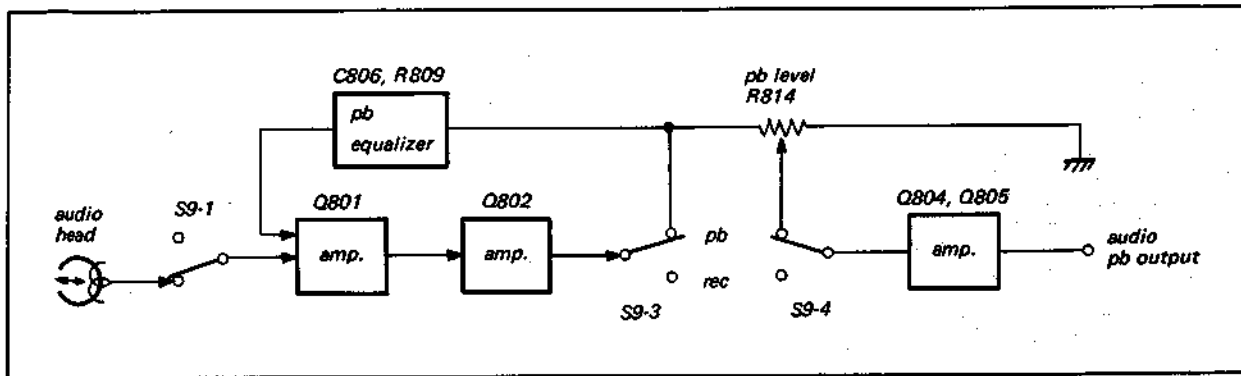 C806, R809
pb
equalizer
pb level
R814
audio
head
S9-1
Q801
amp.
Q802
amp.
pb
rec
S9-3
S9-4
Q804, Q805
amp.
audio
pb output